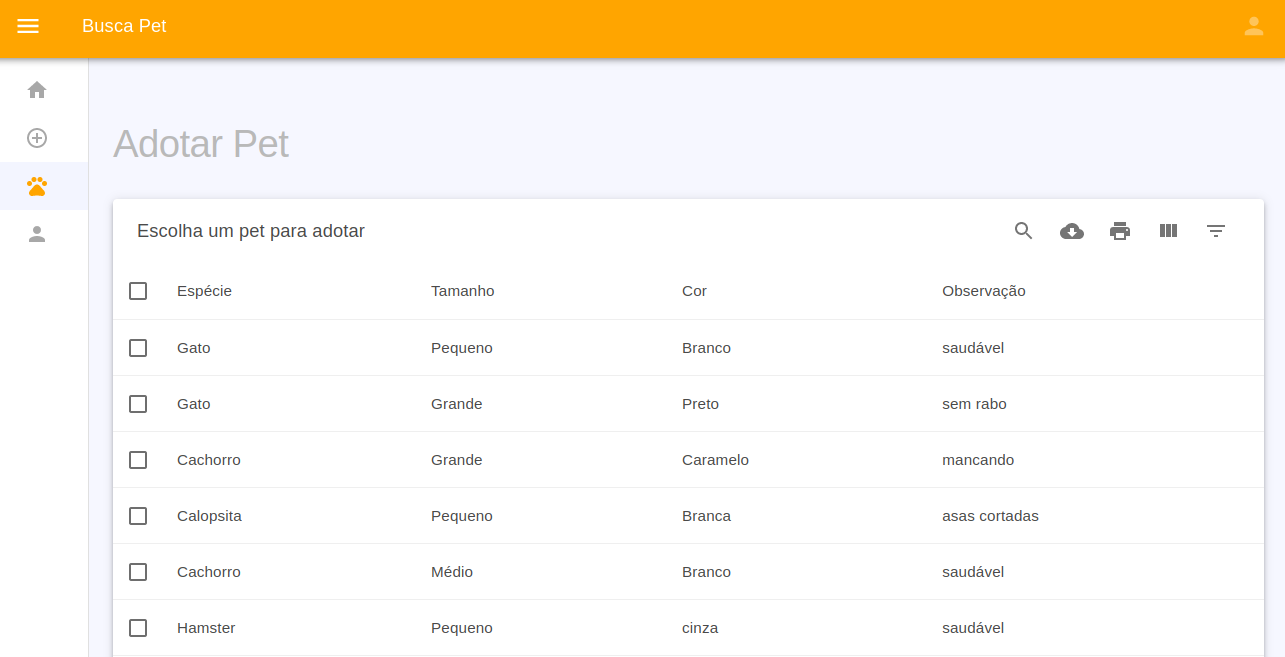 Busca Pet
Adotar Pet
Escolha um pet para adotar
Espécie Tamanho Cor Observação
Gato Pequeno Branco saudável
Gato Grande Preto sem rabo
Cachorro Grande Caramelo mancando
Calopsita Pequeno Branca asas cortadas
Cachorro Médio Branco saudável
Hamster Pequeno cinza saudável